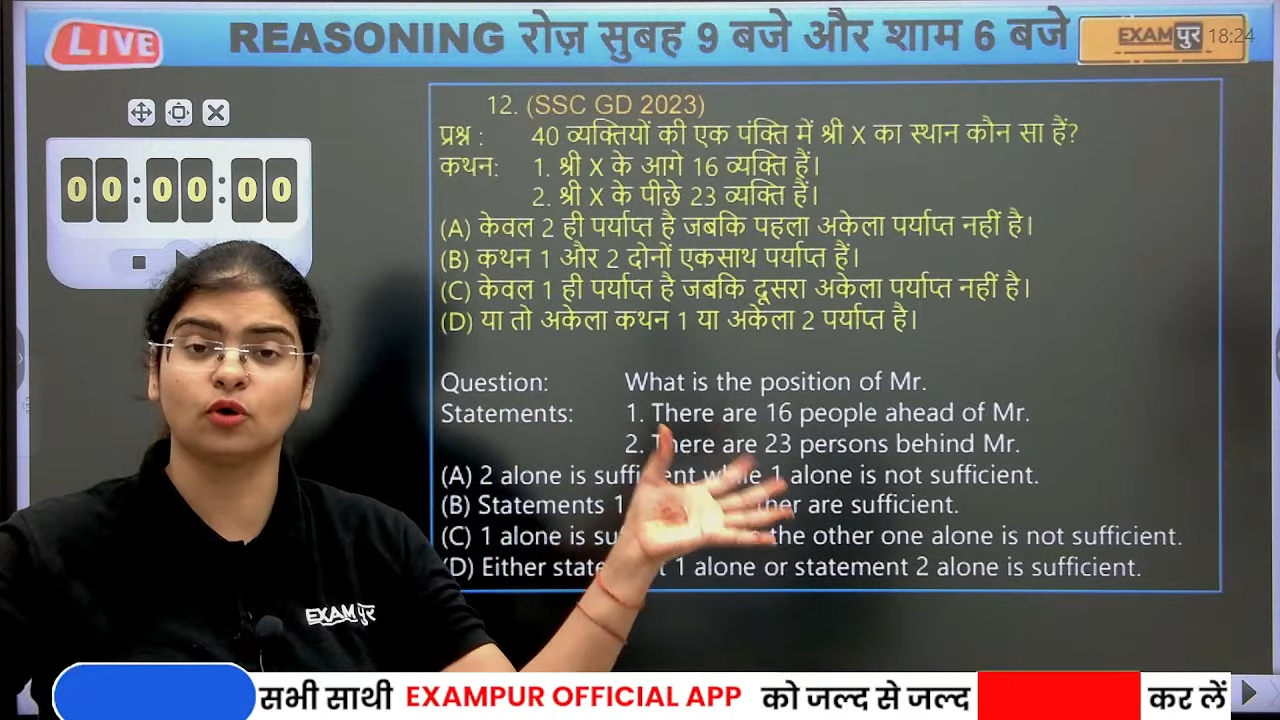 LIVE
REASONING रोज़ सुबह 9 बजे और शाम 6 बजे
EXAMपुर 18:24
00:00:00
12. (SSC GD 2023)
प्रश्न : 40 व्यक्तियों की एक पंक्ति में श्री X का स्थान कौन सा हैं?
कथन: 1. श्री X के आगे 16 व्यक्ति हैं।
2. श्री X के पीछे 23 व्यक्ति हैं।
(A) केवल 2 ही पर्याप्त है जबकि पहला अकेला पर्याप्त नहीं है।
(B) कथन 1 और 2 दोनों एकसाथ पर्याप्त हैं।
(C) केवल 1 ही पर्याप्त है जबकि दूसरा अकेला पर्याप्त नहीं है।
(D) या तो अकेला कथन 1 या अकेला 2 पर्याप्त है।
Question: What is the position of Mr.
Statements: 1. There are 16 people ahead of Mr.
2. There are 23 persons behind Mr.
(A) 2 alone is sufficient while 1 alone is not sufficient.
(B) Statements 1 are sufficient.
(C) 1 alone is the other one alone is not sufficient.
(D) Either 1 alone or statement 2 alone is sufficient.
EXAMपुर
सभी साथी EXAMPUR OFFICIAL APP को जल्द से जल्द कर लें